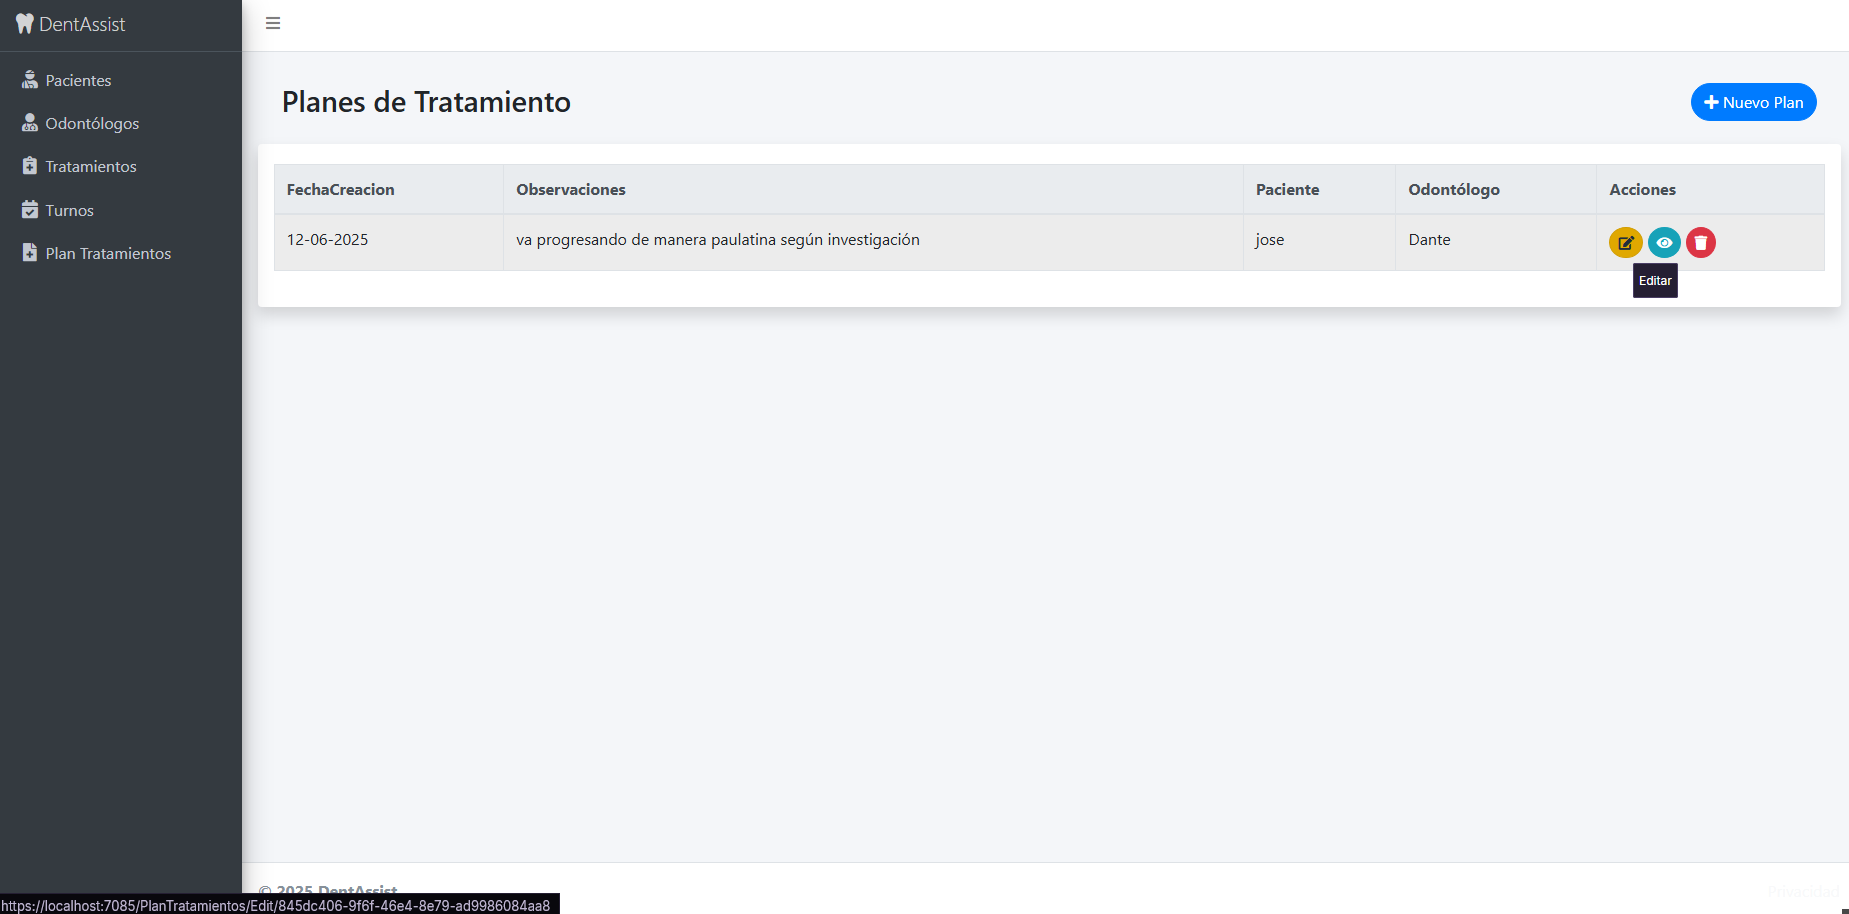 DentAssist
Pacientes
Odontólogos
Tratamientos
Turnos
Plan Tratamientos
Planes de Tratamiento
Nuevo Plan
FechaCreacion Observaciones Paciente Odontólogo Acciones
12-06-2025 va progresando de manera paulatina según investigación jose Dante
Editar
© 2025 DentAssist
Privacidad
https://localhost:7085/PlanTratamientos/Edit/845dc406-9f6f-46e4-8e79-ad9986084aa8